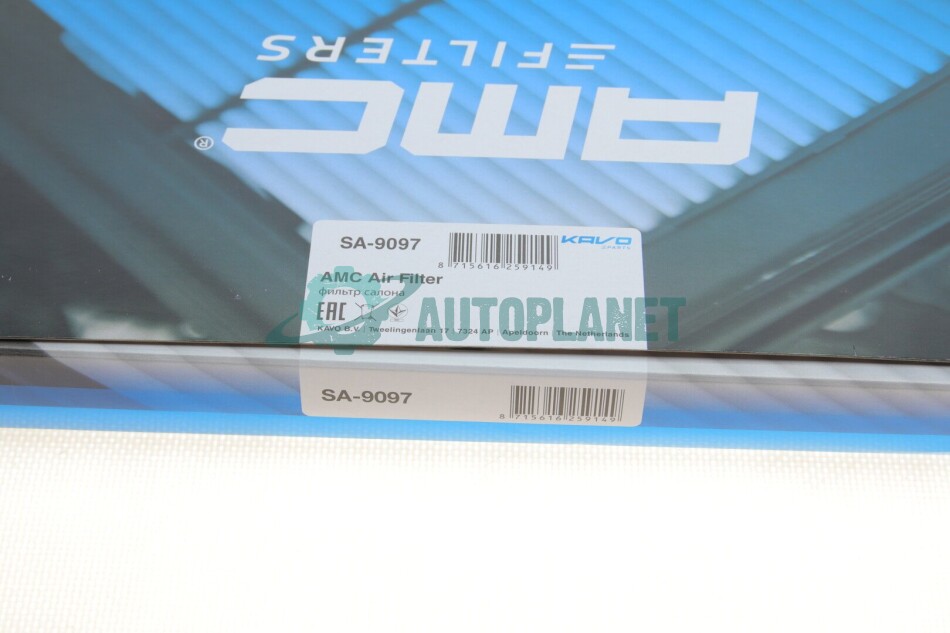 FILTERS
AMC®
SA-9097
8 715616 259149
KAVO
PARTS
AMC Air Filter
фильтр салона
EAC
AUTOPLANET
KAVO B.V. | Tweelingenlaan 17 | 7324 AP | Apeldoorn | The Netherlands
SA-9097
8 715616 259149